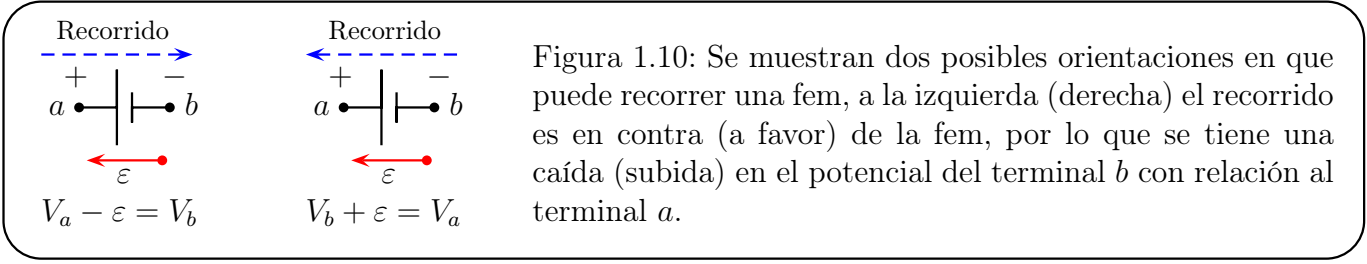 Recorrido
+ −
a b
ε
V_a − ε = V_b
Recorrido
+ −
a b
ε
V_b + ε = V_a
Figura 1.10: Se muestran dos posibles orientaciones en que
puede recorrer una fem, a la izquierda (derecha) el recorrido
es en contra (a favor) de la fem, por lo que se tiene una
caída (subida) en el potencial del terminal b con relación al
terminal a.